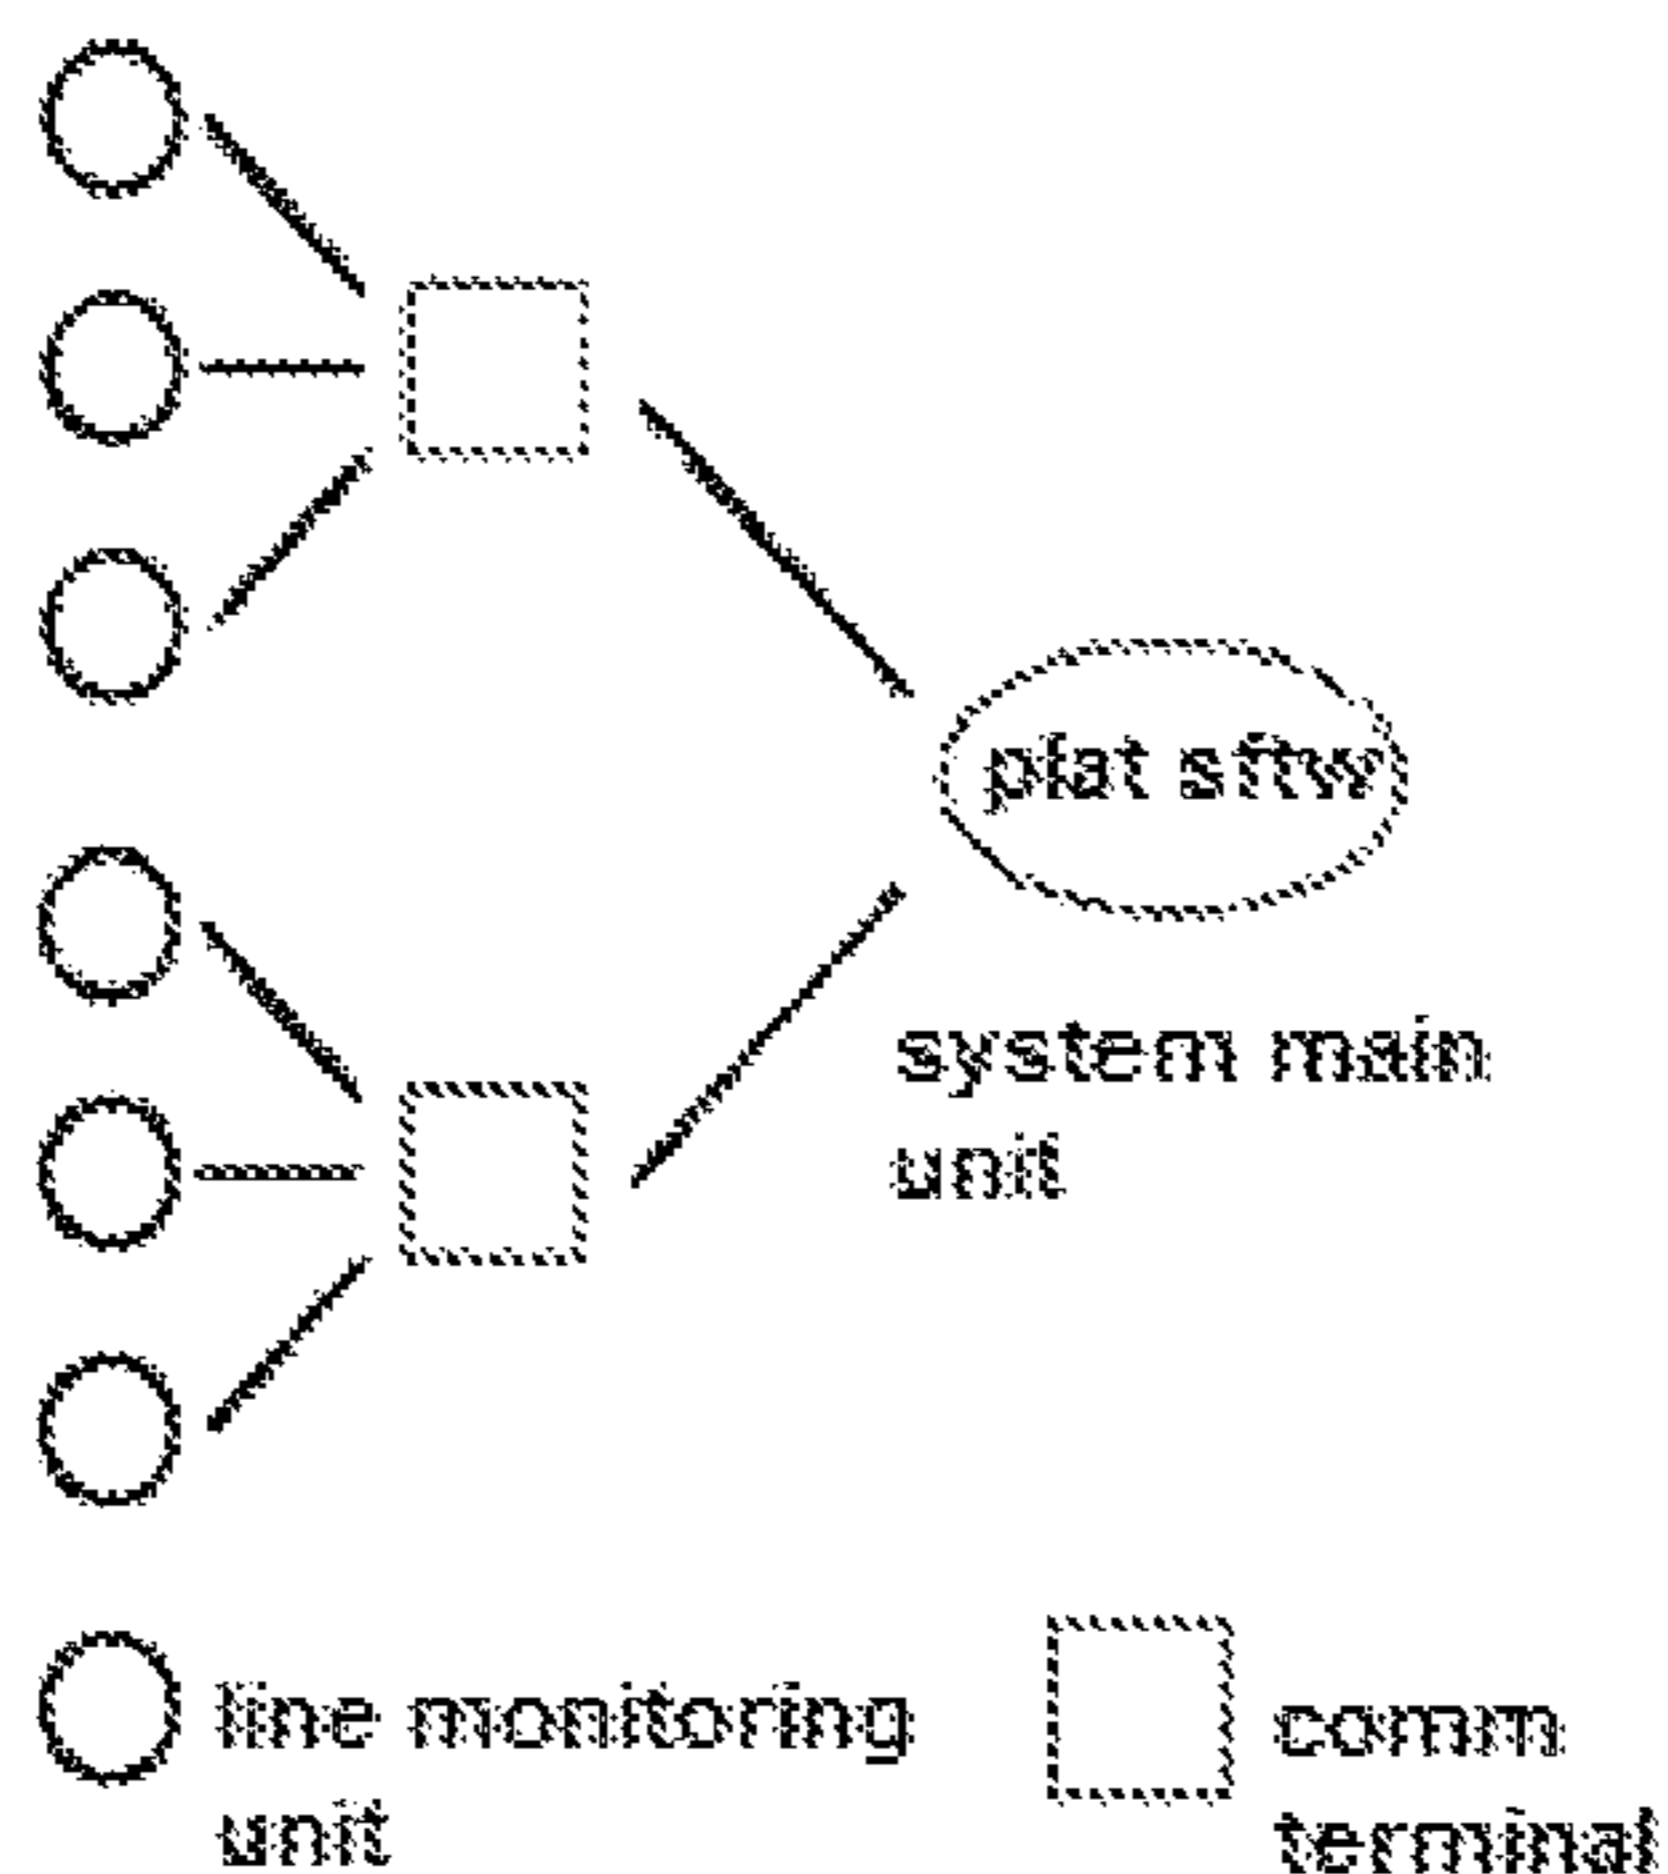 plat sftw
system main
unit
line monitoring
unit
comm
terminal